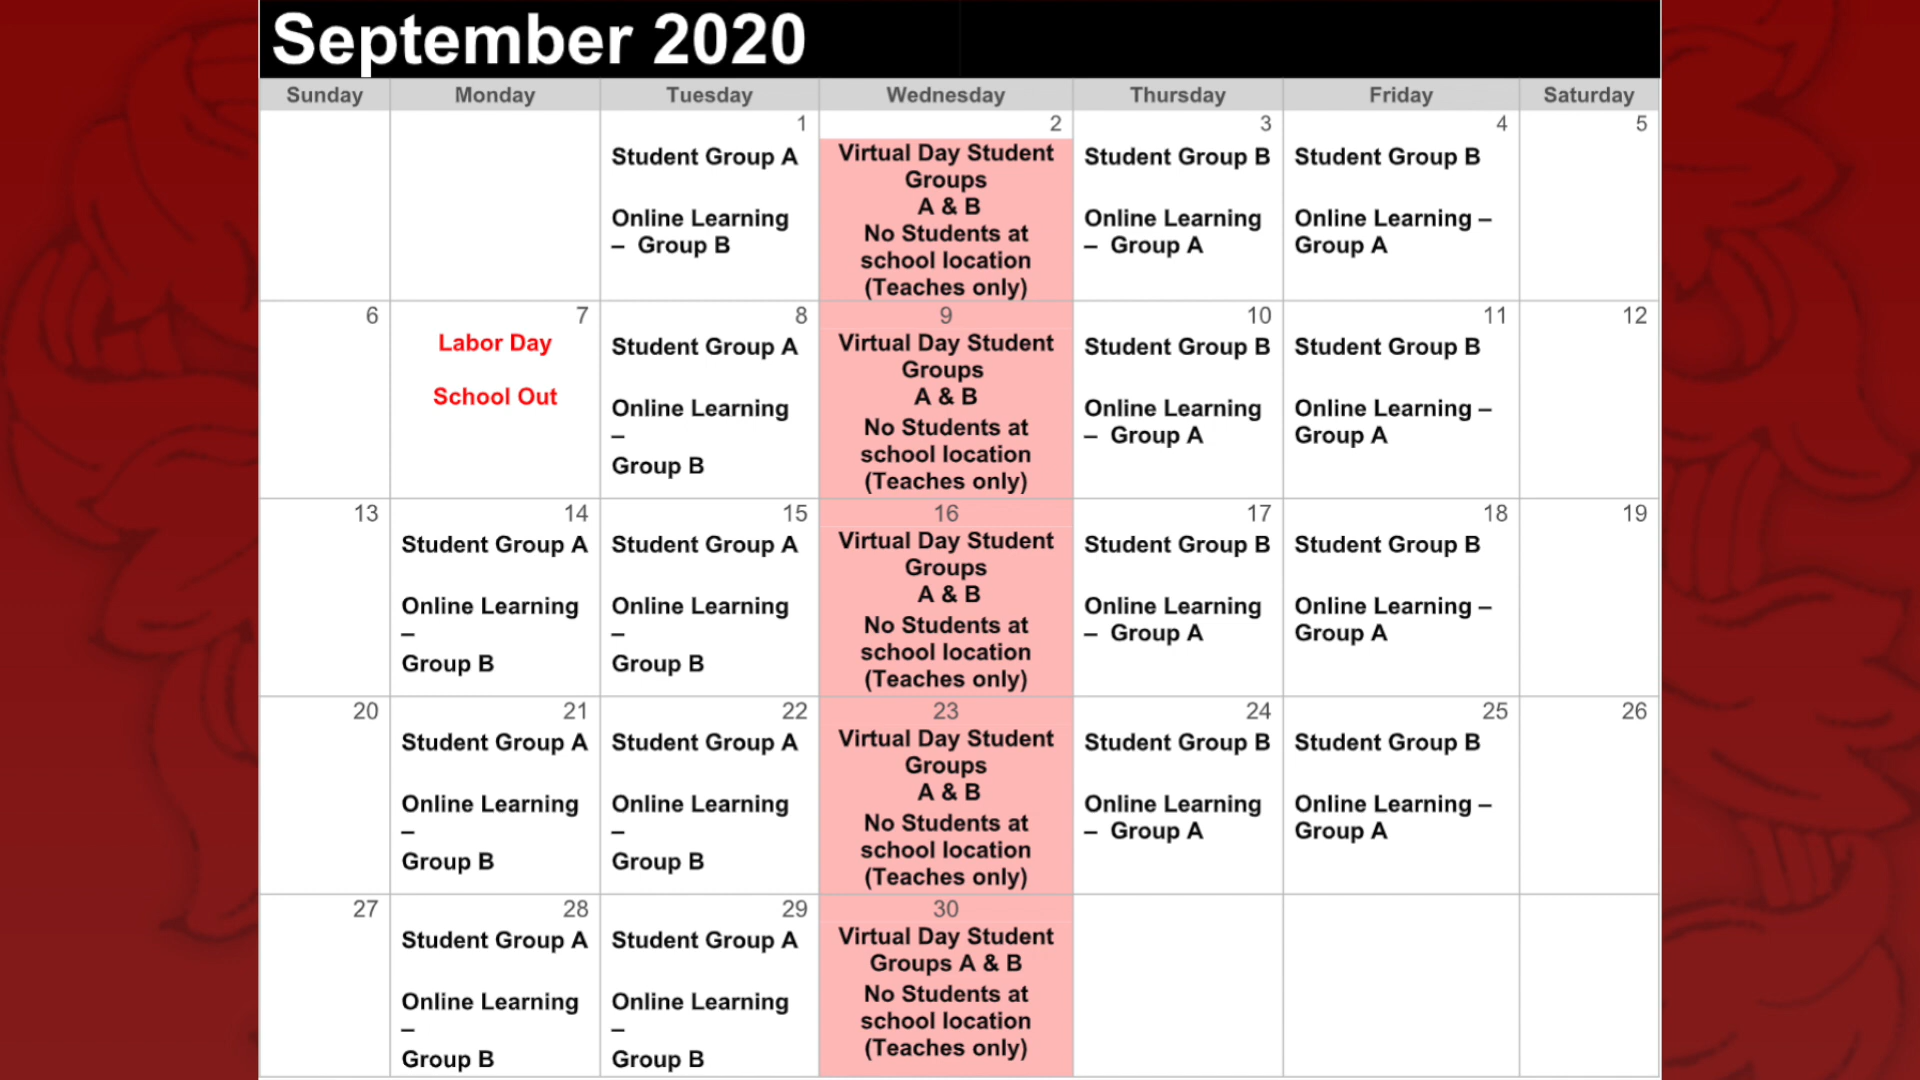 September 2020
Sunday Monday Tuesday Wednesday Thursday Friday Saturday
1
Student Group A
Online Learning
– Group B
2
Virtual Day Student
Groups
A & B
No Students at
school location
(Teaches only)
3
Student Group B
Online Learning
– Group A
4
Student Group B
Online Learning –
Group A
5
6
7
Labor Day
School Out
8
Student Group A
Online Learning
–
Group B
9
Virtual Day Student
Groups
A & B
No Students at
school location
(Teaches only)
10
Student Group B
Online Learning
– Group A
11
Student Group B
Online Learning –
Group A
12
13
14
Student Group A
Online Learning
–
Group B
15
Student Group A
Online Learning
–
Group B
16
Virtual Day Student
Groups
A & B
No Students at
school location
(Teaches only)
17
Student Group B
Online Learning
– Group A
18
Student Group B
Online Learning –
Group A
19
20
21
Student Group A
Online Learning
–
Group B
22
Student Group A
Online Learning
–
Group B
23
Virtual Day Student
Groups
A & B
No Students at
school location
(Teaches only)
24
Student Group B
Online Learning
– Group A
25
Student Group B
Online Learning –
Group A
26
27
28
Student Group A
Online Learning
–
Group B
29
Student Group A
Online Learning
–
Group B
30
Virtual Day Student
Groups A & B
No Students at
school location
(Teaches only)